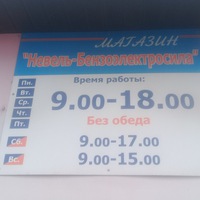 МАГАЗИН
"Невель-Бензоэлектросила"
Время работы:
Пн.
Вт.
Ср.
Чт.
Пт.
9.00-18.00
Без обеда
Сб. 9.00-17.00
Вс. 9.00-15.00